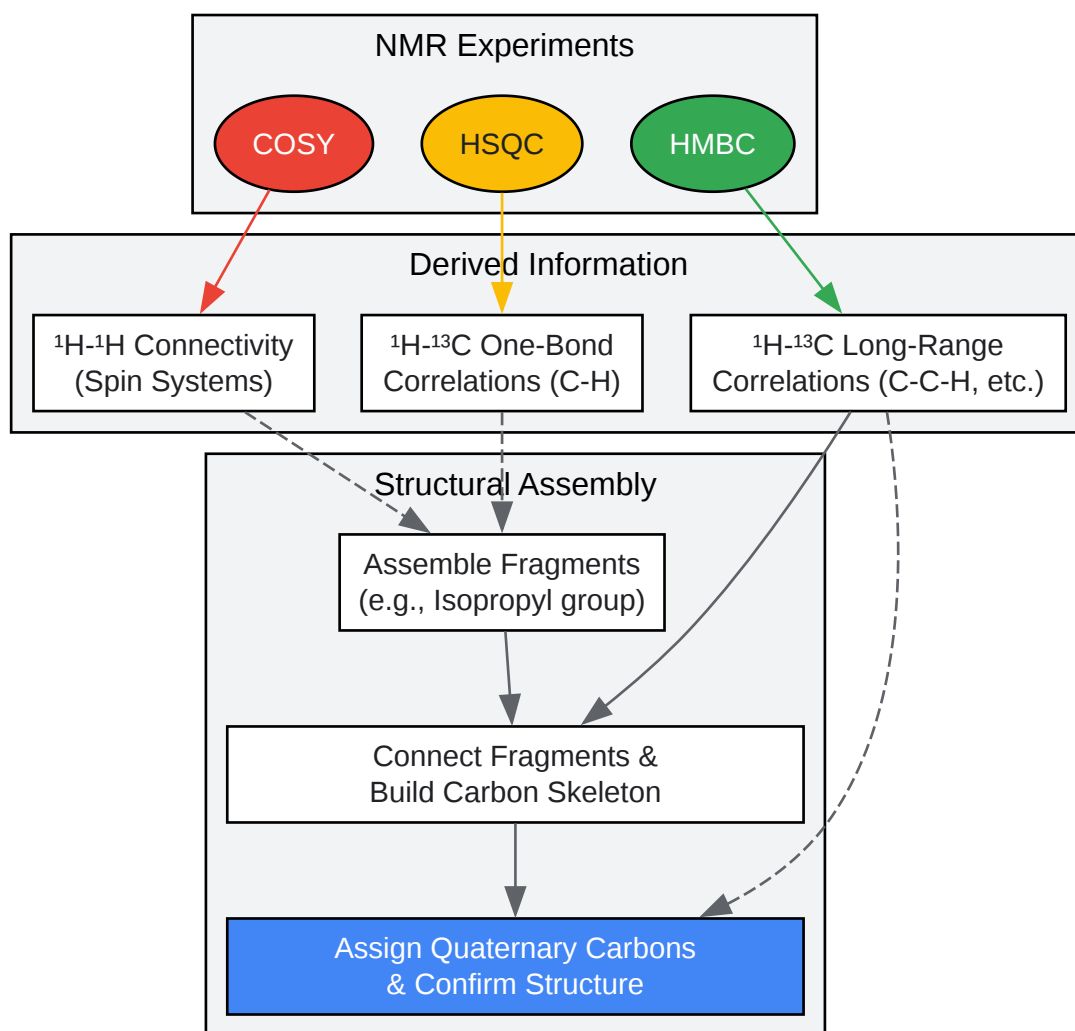 NMR Experiments
COSY
HSQC
HMBC
Derived Information
¹H-¹H Connectivity
(Spin Systems)
¹H-¹³C One-Bond
Correlations (C-H)
¹H-¹³C Long-Range
Correlations (C-C-H, etc.)
Structural Assembly
Assemble Fragments
(e.g., Isopropyl group)
Connect Fragments &
Build Carbon Skeleton
Assign Quaternary Carbons
& Confirm Structure